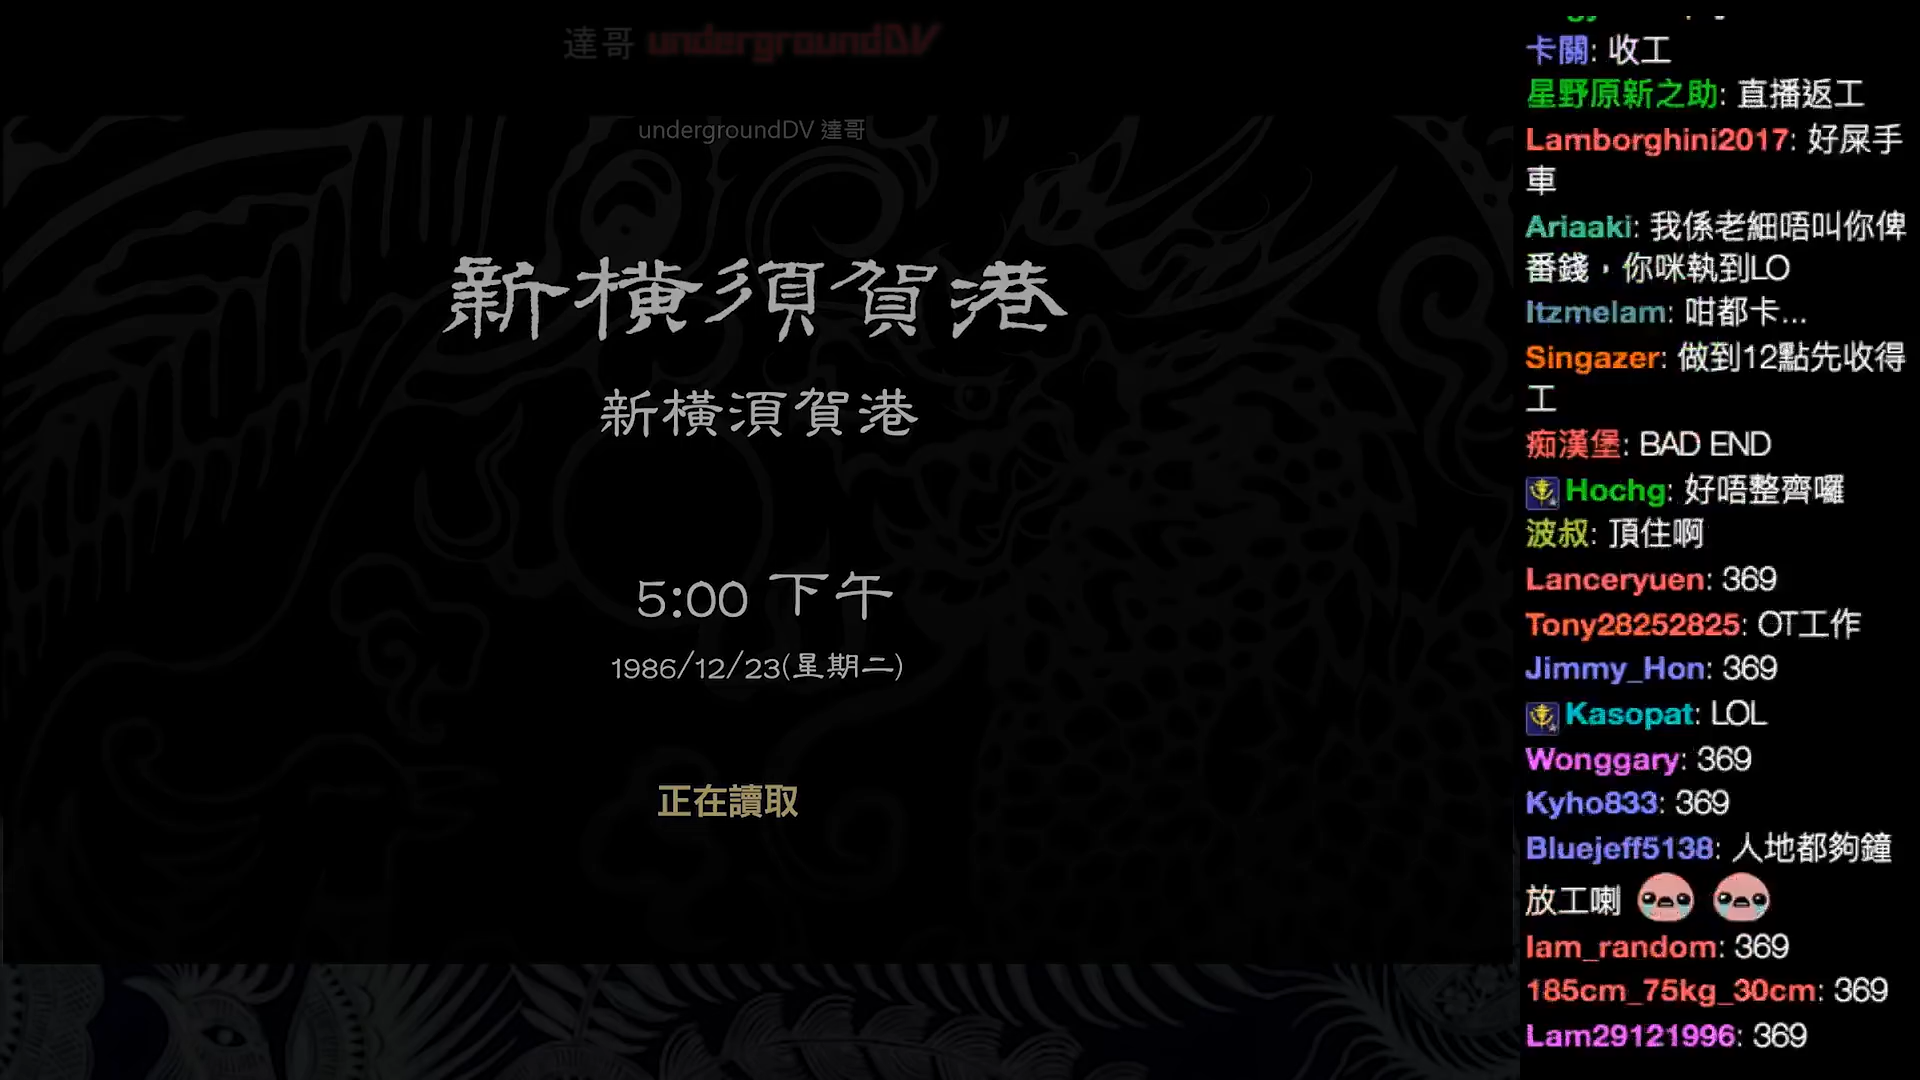 達哥 undergroundDV
undergroundDV 達哥
新橫須賀港
新橫須賀港
5:00 下午
1986/12/23(星期二)
正在讀取
卡關: 收工
星野原新之助: 直播返工
Lamborghini2017: 好屎手
車
Ariaaki: 我係老細唔叫你俾
番錢，你咪執到LO
Itzmelam: 咁都卡...
Singazer: 做到12點先收得
工
痴漢堡: BAD END
Hochg: 好唔整齊囉
波叔: 頂住啊
Lanceryuen: 369
Tony28252825: OT工作
Jimmy_Hon: 369
Kasopat: LOL
Wonggary: 369
Kyho833: 369
Bluejeff5138: 人地都夠鐘
放工喇
Iam_random: 369
185cm_75kg_30cm: 369
Lam29121996: 369